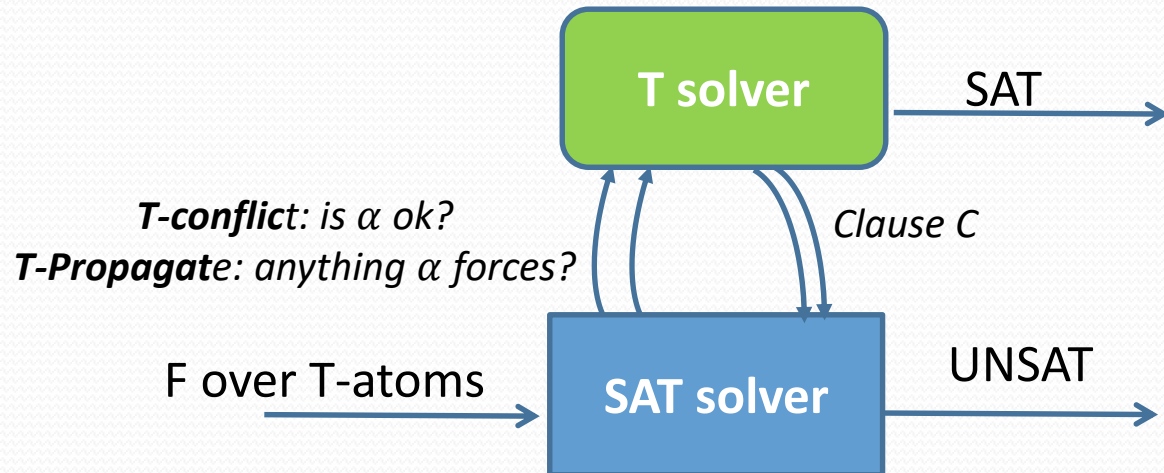 T solver
SAT
T-conflict: is α ok?
T-Propagate: anything α forces?
Clause C
F over T-atoms
SAT solver
UNSAT